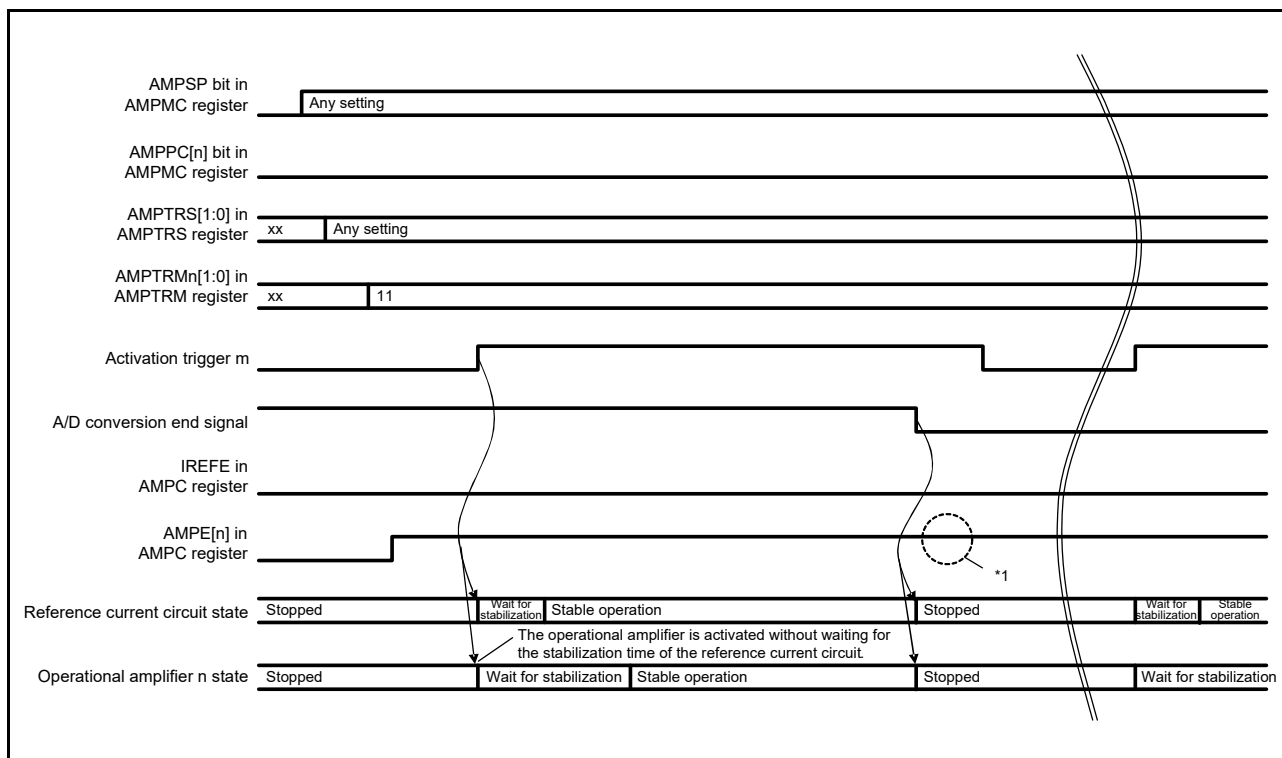 AMPSP bit in
AMPMC register
Any setting
AMPPC[n] bit in
AMPMC register
AMPTRS[1:0] in
AMPTRS register
xx
Any setting
AMPTRMn[1:0] in
AMPTRM register
xx
11
Activation trigger m
A/D conversion end signal
IREFE in
AMPC register
AMPE[n] in
AMPC register
*1
Reference current circuit state
Stopped
Wait for
stabilization
Stable operation
Stopped
Wait for
stabilization
Stable
operation
The operational amplifier is activated without waiting for
the stabilization time of the reference current circuit.
Operational amplifier n state
Stopped
Wait for stabilization
Stable operation
Stopped
Wait for stabilization